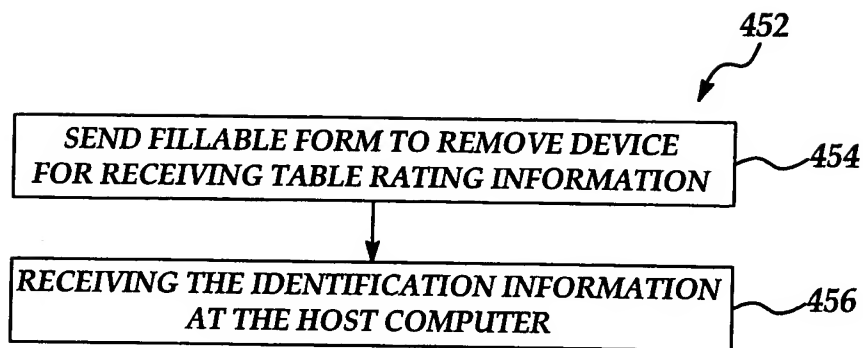 452
SEND FILLABLE FORM TO REMOVE DEVICE
FOR RECEIVING TABLE RATING INFORMATION
454
RECEIVING THE IDENTIFICATION INFORMATION
AT THE HOST COMPUTER
456